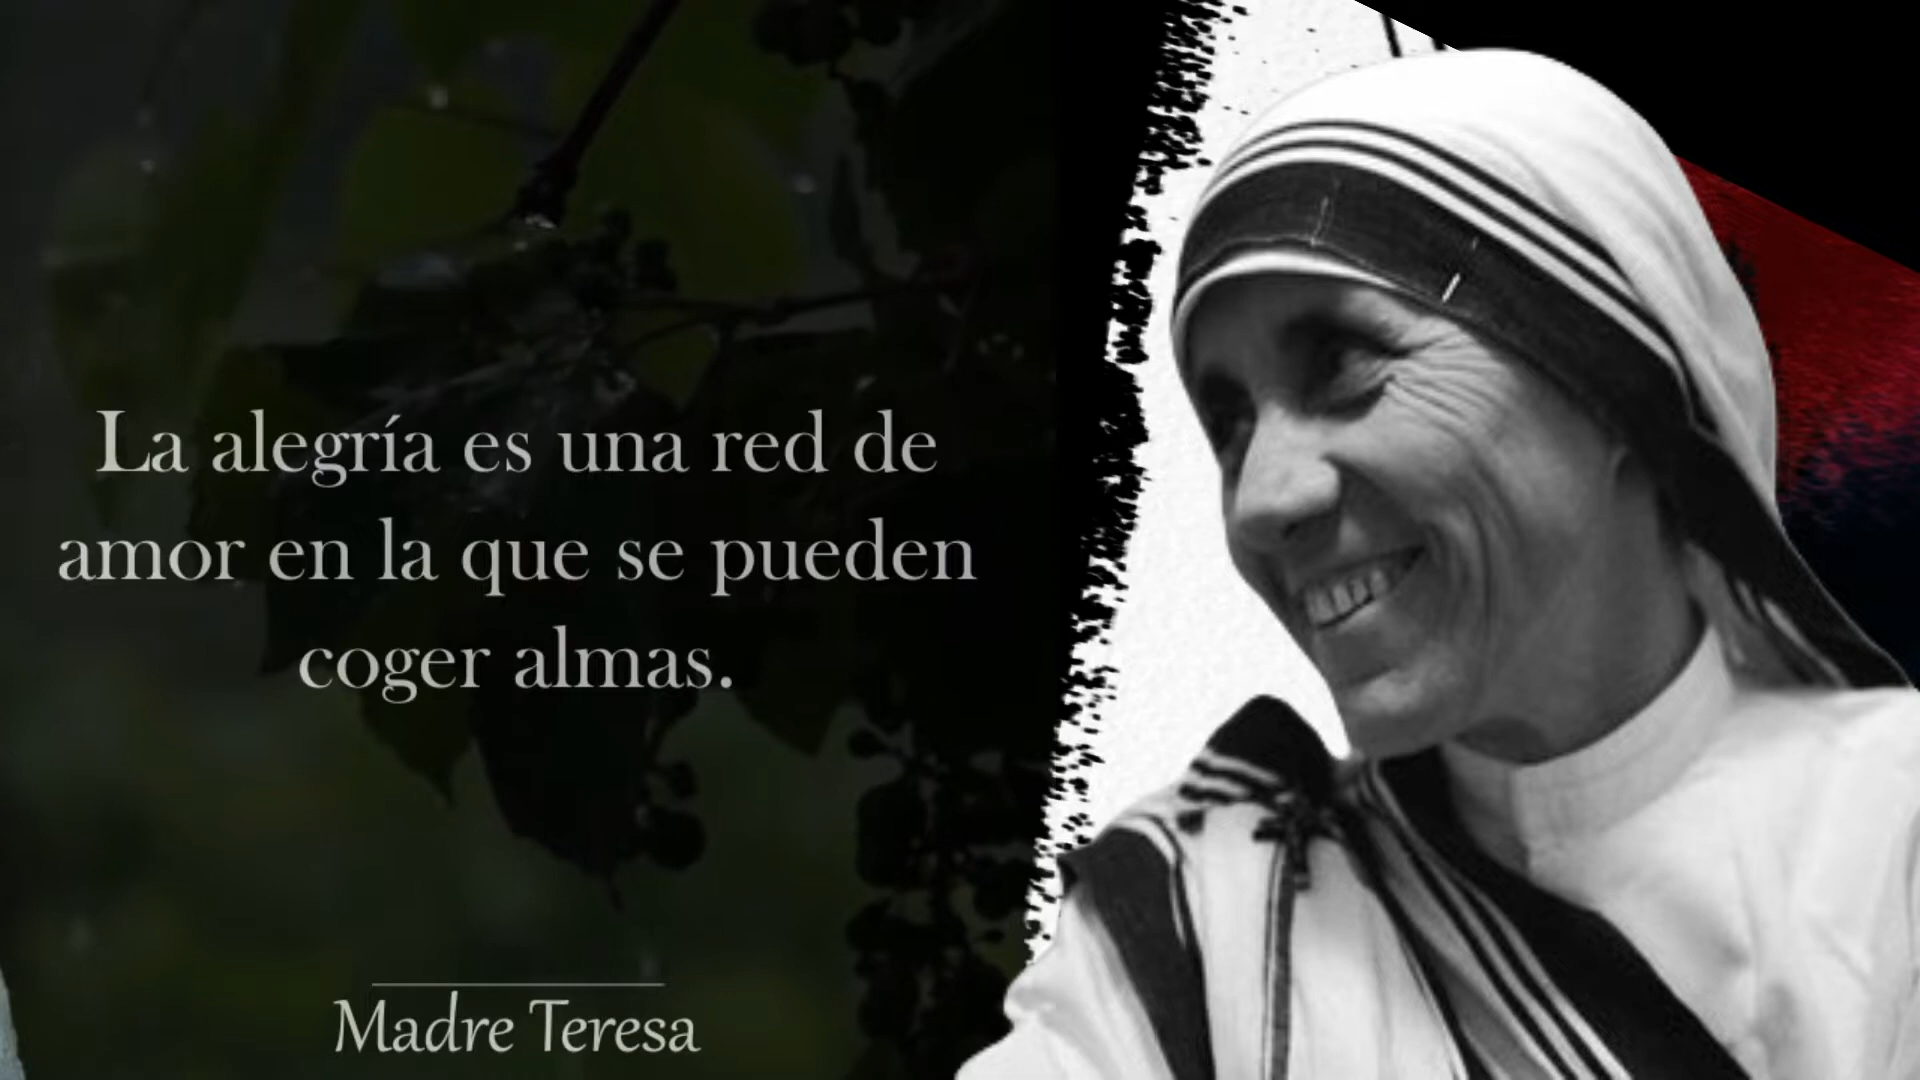 La alegría es una red de
amor en la que se pueden
coger almas.
Madre Teresa